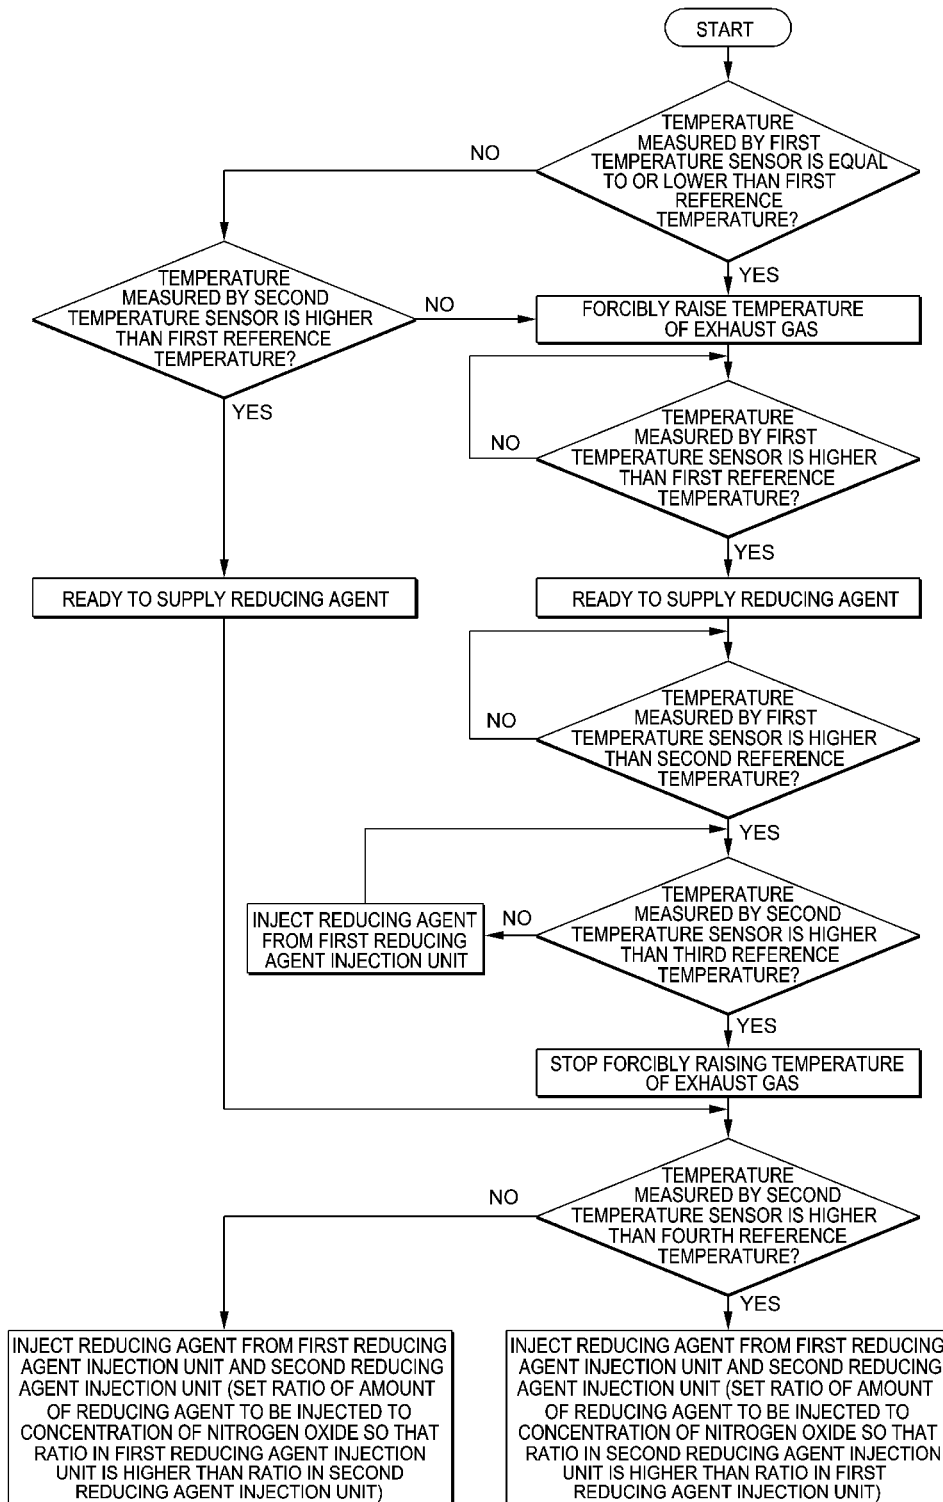 START
TEMPERATURE
MEASURED BY FIRST
TEMPERATURE SENSOR IS EQUAL
TO OR LOWER THAN FIRST
REFERENCE
TEMPERATURE?
NO
YES
TEMPERATURE
MEASURED BY SECOND
TEMPERATURE SENSOR IS HIGHER
THAN FIRST REFERENCE
TEMPERATURE?
NO
YES
FORCIBLY RAISE TEMPERATURE
OF EXHAUST GAS
TEMPERATURE
MEASURED BY FIRST
TEMPERATURE SENSOR IS HIGHER
THAN FIRST REFERENCE
TEMPERATURE?
NO
YES
READY TO SUPPLY REDUCING AGENT
READY TO SUPPLY REDUCING AGENT
TEMPERATURE
MEASURED BY FIRST
TEMPERATURE SENSOR IS HIGHER
THAN SECOND REFERENCE
TEMPERATURE?
NO
YES
TEMPERATURE
MEASURED BY SECOND
TEMPERATURE SENSOR IS HIGHER
THAN THIRD REFERENCE
TEMPERATURE?
NO
INJECT REDUCING AGENT
FROM FIRST REDUCING
AGENT INJECTION UNIT
YES
STOP FORCIBLY RAISING TEMPERATURE
OF EXHAUST GAS
TEMPERATURE
MEASURED BY SECOND
TEMPERATURE SENSOR IS HIGHER
THAN FOURTH REFERENCE
TEMPERATURE?
NO
YES
INJECT REDUCING AGENT FROM FIRST REDUCING
AGENT INJECTION UNIT AND SECOND REDUCING
AGENT INJECTION UNIT (SET RATIO OF AMOUNT
OF REDUCING AGENT TO BE INJECTED TO
CONCENTRATION OF NITROGEN OXIDE SO THAT
RATIO IN FIRST REDUCING AGENT INJECTION
UNIT IS HIGHER THAN RATIO IN SECOND
REDUCING AGENT INJECTION UNIT)
INJECT REDUCING AGENT FROM FIRST REDUCING
AGENT INJECTION UNIT AND SECOND REDUCING
AGENT INJECTION UNIT (SET RATIO OF AMOUNT
OF REDUCING AGENT TO BE INJECTED TO
CONCENTRATION OF NITROGEN OXIDE SO THAT
RATIO IN SECOND REDUCING AGENT INJECTION
UNIT IS HIGHER THAN RATIO IN FIRST
REDUCING AGENT INJECTION UNIT)